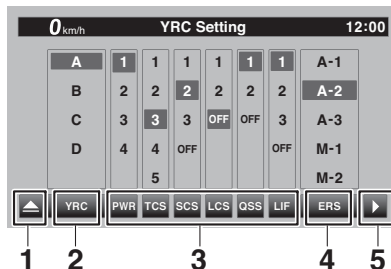 0 km/h YRC Setting 12:00
A 1 1 1 1 1 1 A-1
B 2 2 2 2 2 2 A-2
C 3 3 3 OFF OFF 3 A-3
D 4 4 OFF OFF M-1
5 M-2
YRC PWR TCS SCS LCS QSS LIF ERS
1 2 3 4 5